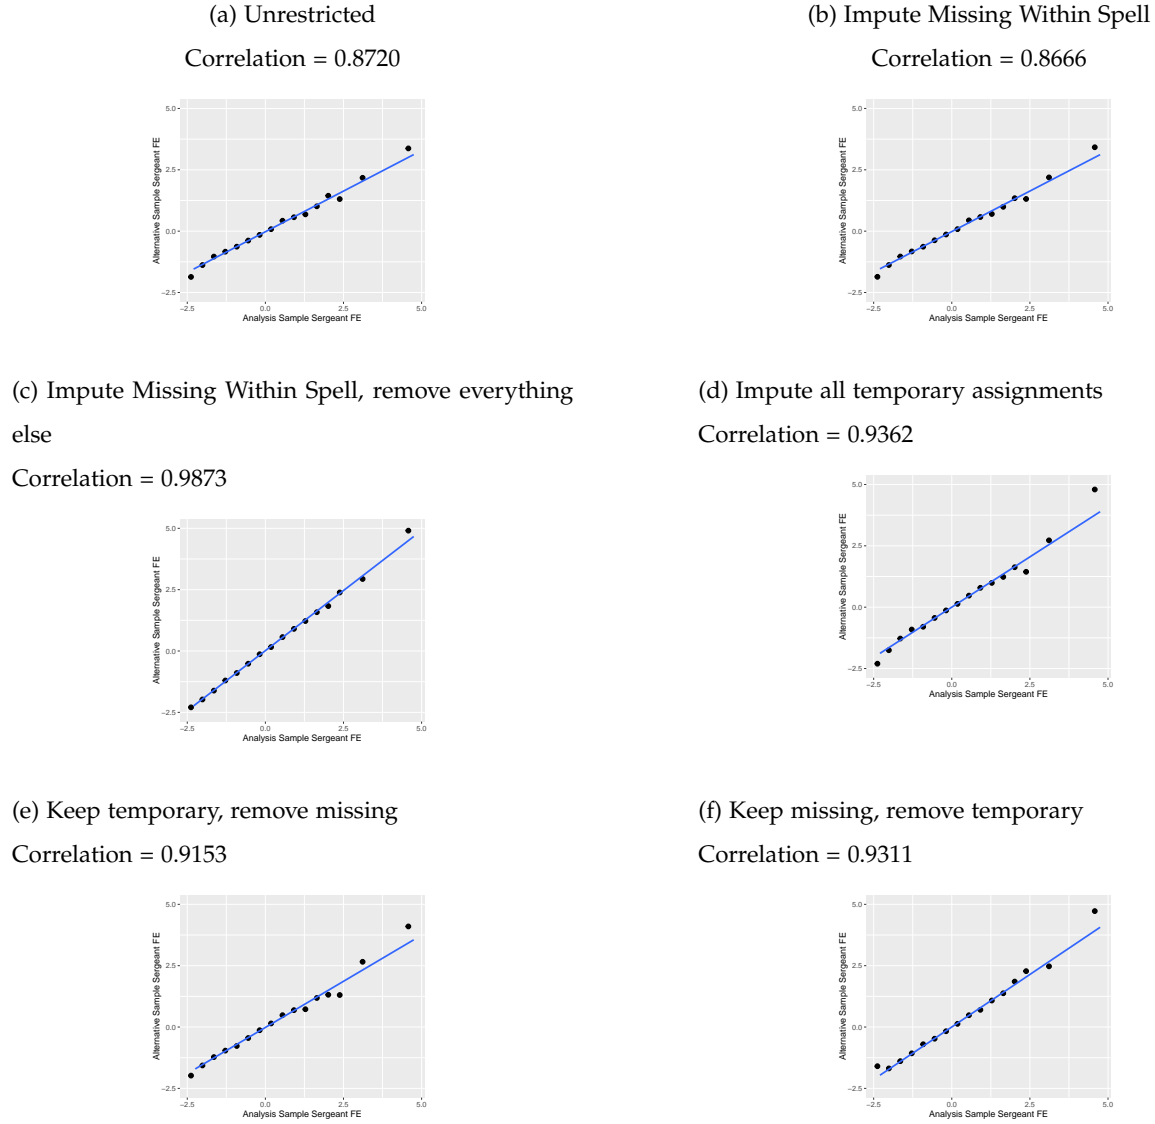 (a) Unrestricted
Correlation = 0.8720
5.0
2.5
0.0
−2.5
Alternative Sample Sergeant FE
−2.5 0.0 2.5 5.0
Analysis Sample Sergeant FE
(b) Impute Missing Within Spell
Correlation = 0.8666
5.0
2.5
0.0
−2.5
Alternative Sample Sergeant FE
−2.5 0.0 2.5 5.0
Analysis Sample Sergeant FE
(c) Impute Missing Within Spell, remove everything
else
Correlation = 0.9873
5.0
2.5
0.0
−2.5
Alternative Sample Sergeant FE
−2.5 0.0 2.5 5.0
Analysis Sample Sergeant FE
(d) Impute all temporary assignments
Correlation = 0.9362
5.0
2.5
0.0
−2.5
Alternative Sample Sergeant FE
−2.5 0.0 2.5 5.0
Analysis Sample Sergeant FE
(e) Keep temporary, remove missing
Correlation = 0.9153
5.0
2.5
0.0
−2.5
Alternative Sample Sergeant FE
−2.5 0.0 2.5 5.0
Analysis Sample Sergeant FE
(f) Keep missing, remove temporary
Correlation = 0.9311
5.0
2.5
0.0
−2.5
Alternative Sample Sergeant FE
−2.5 0.0 2.5 5.0
Analysis Sample Sergeant FE